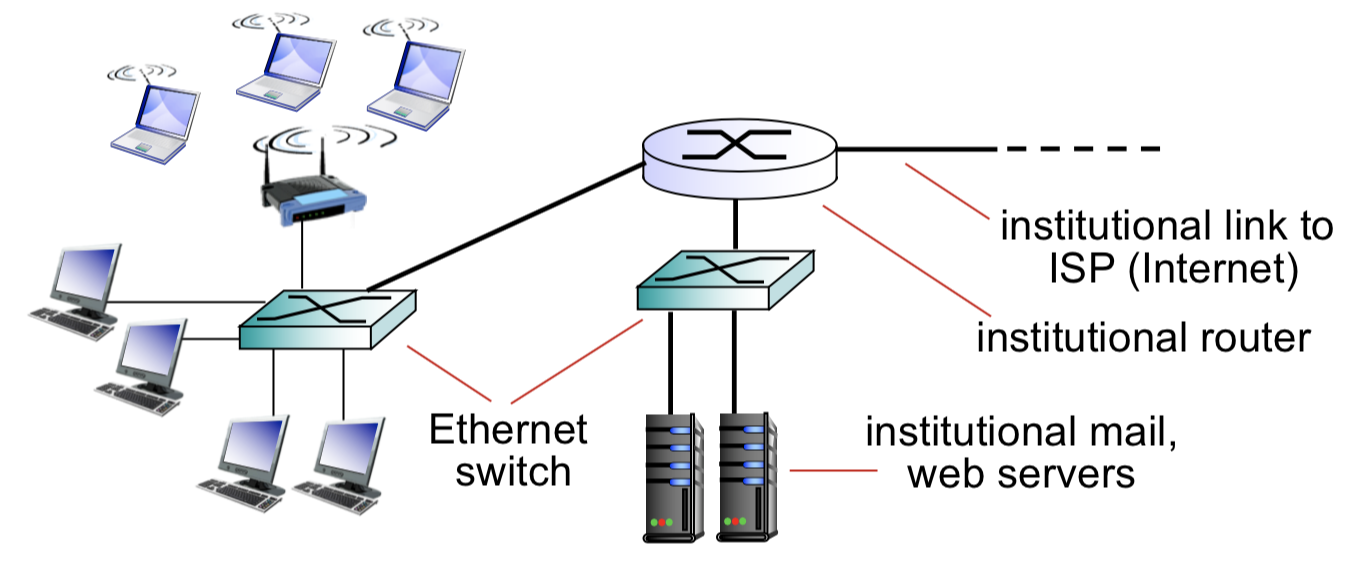 institutional link to
ISP (Internet)
institutional router
Ethernet
switch
institutional mail,
web servers